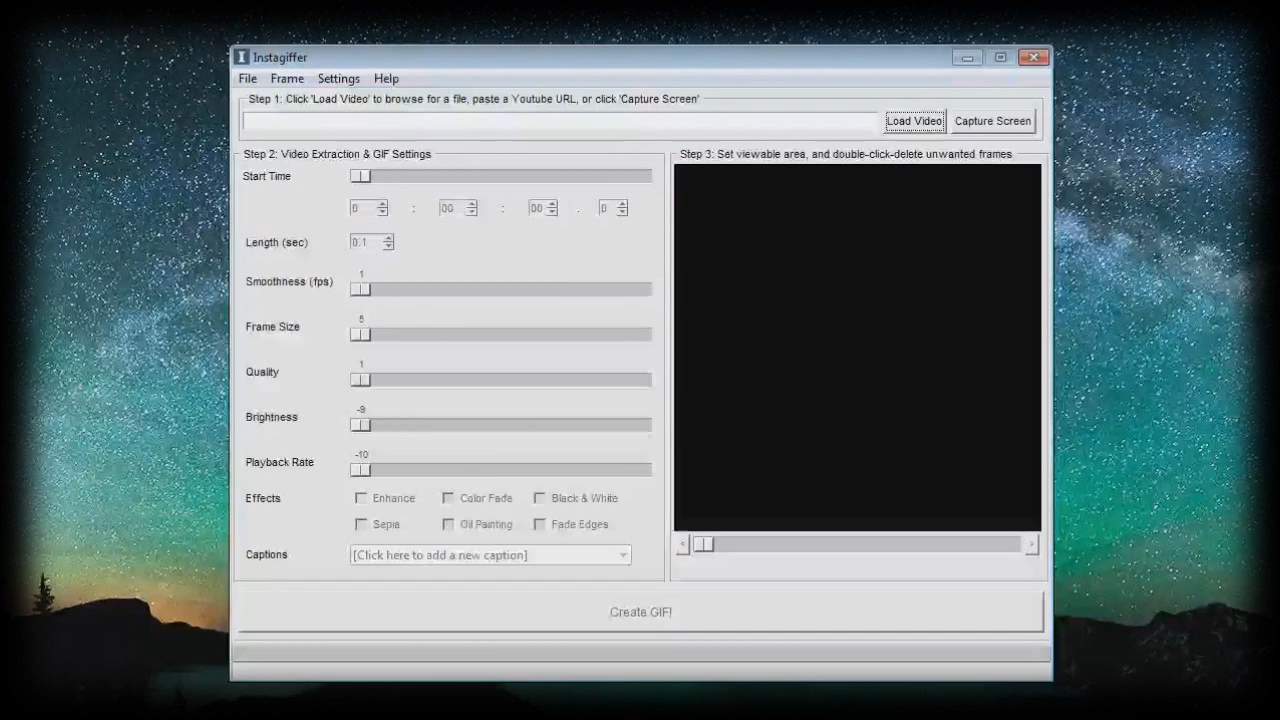 Instagiffer
File Frame Settings Help
Step 1: Click 'Load Video' to browse for a file, paste a Youtube URL, or click 'Capture Screen'
Load Video Capture Screen
Step 2: Video Extraction & GIF Settings
Start Time
0 : 00 : 00 . 0
Length (sec) 0.1
1
Smoothness (fps)
5
Frame Size
1
Quality
-9
Brightness
-10
Playback Rate
Effects Enhance Color Fade Black & White
Sepia Oil Painting Fade Edges
Captions [Click here to add a new caption]
Step 3: Set viewable area, and double-click-delete unwanted frames
< >
Create GIF!